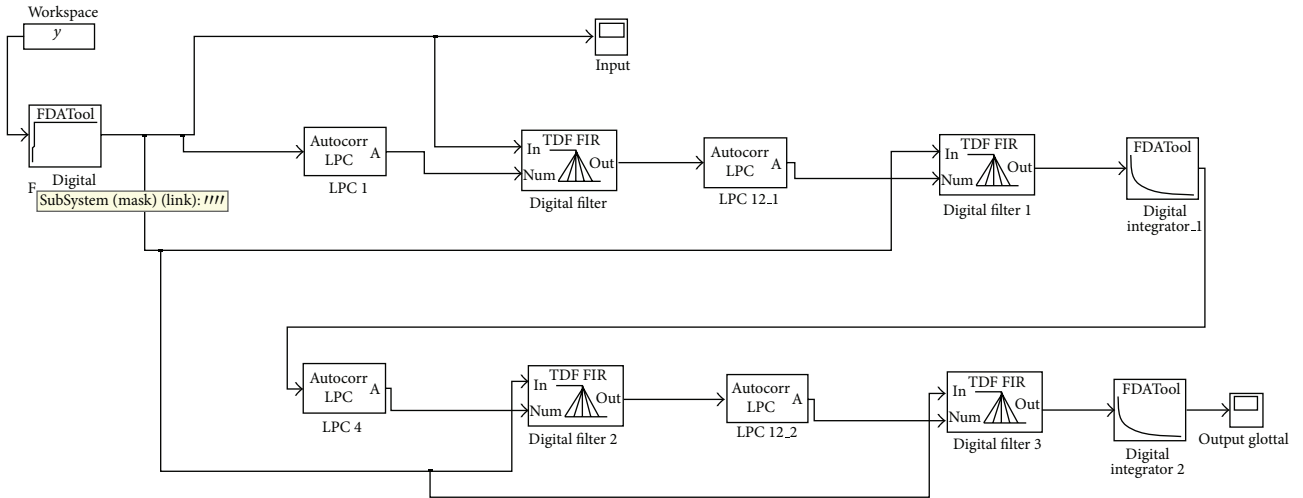 Workspace
y
Input
FDATool
Digital
F
SubSystem (mask) (link): ''''
Autocorr
LPC
A
LPC 1
TDF FIR
In
Out
Num
Digital filter
Autocorr
LPC
A
LPC 12_1
TDF FIR
In
Out
Num
Digital filter 1
FDATool
Digital
integrator_1
Autocorr
LPC
A
LPC 4
TDF FIR
In
Out
Num
Digital filter 2
Autocorr
LPC
A
LPC 12_2
TDF FIR
In
Out
Num
Digital filter 3
FDATool
Digital
integrator 2
Output glottal